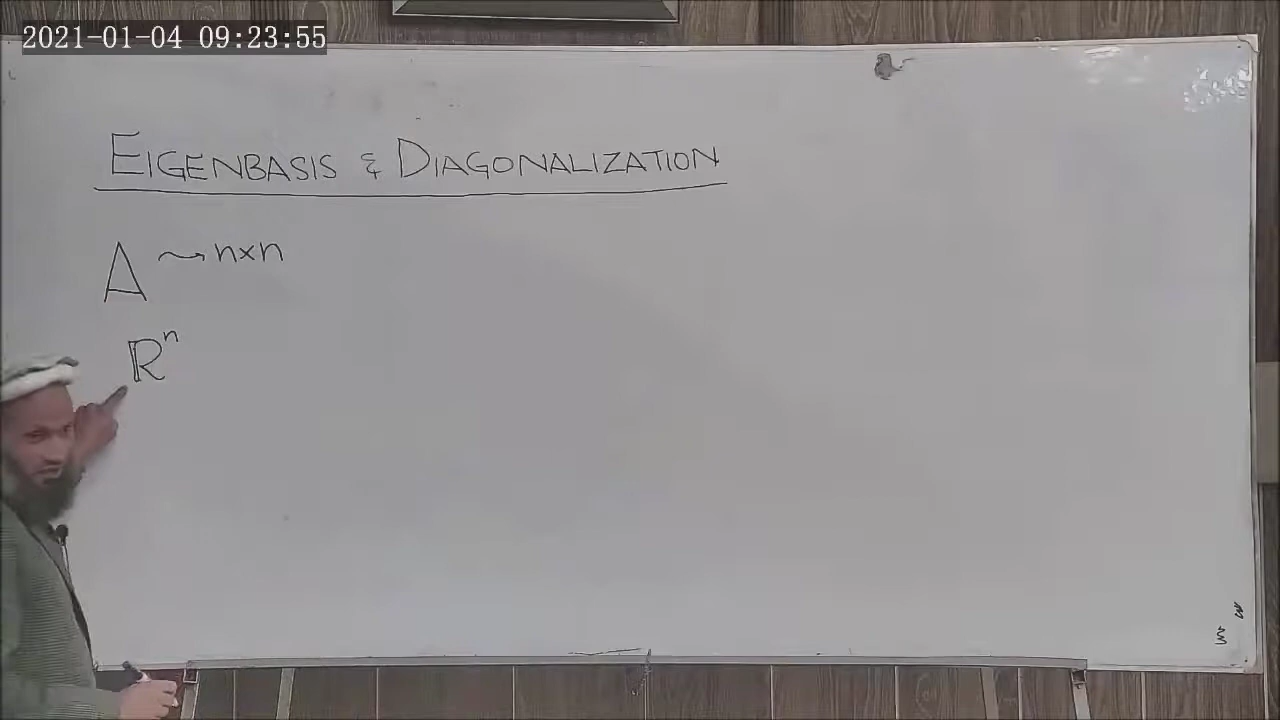 2021-01-04 09:23:55
EIGENBASIS & DIAGONALIZATION
A ⤳ n×n
ℝⁿ